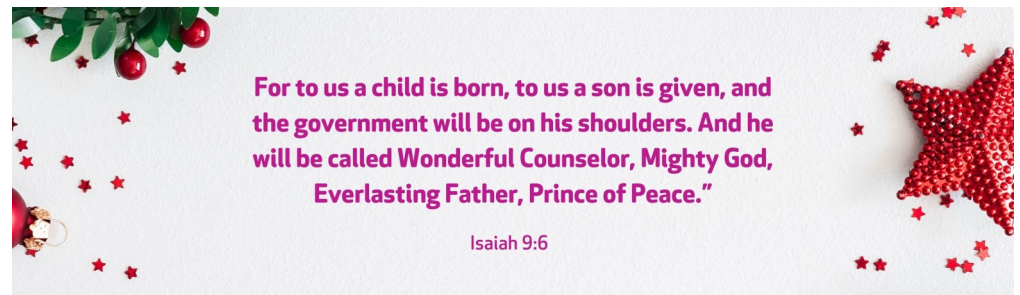 For to us a child is born, to us a son is given, and
the government will be on his shoulders. And he
will be called Wonderful Counselor, Mighty God,
Everlasting Father, Prince of Peace.”
Isaiah 9:6